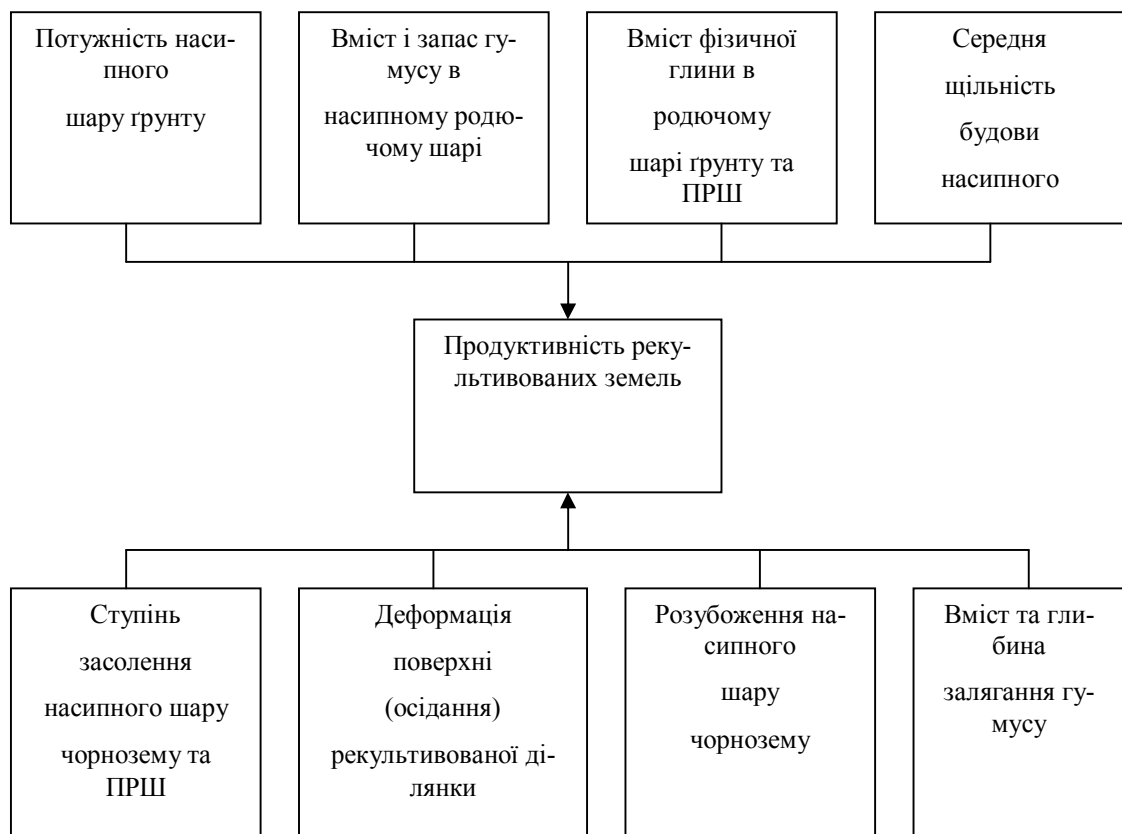 Потужність наси-
пного
шару ґрунту
Вміст і запас гу-
мусу в
насипному родю-
чому шарі
Вміст фізичної
глини в
родючому
шарі ґрунту та
ПРШ
Середня
щільність
будови
насипного
Продуктивність реку-
льтивованих земель
Ступінь
засолення
насипного шару
чорнозему та
ПРШ
Деформація
поверхні
(осідання)
рекультивованої ді-
лянки
Розубоження на-
сипного
шару
чорнозему
Вміст та гли-
бина
залягання гу-
мусу